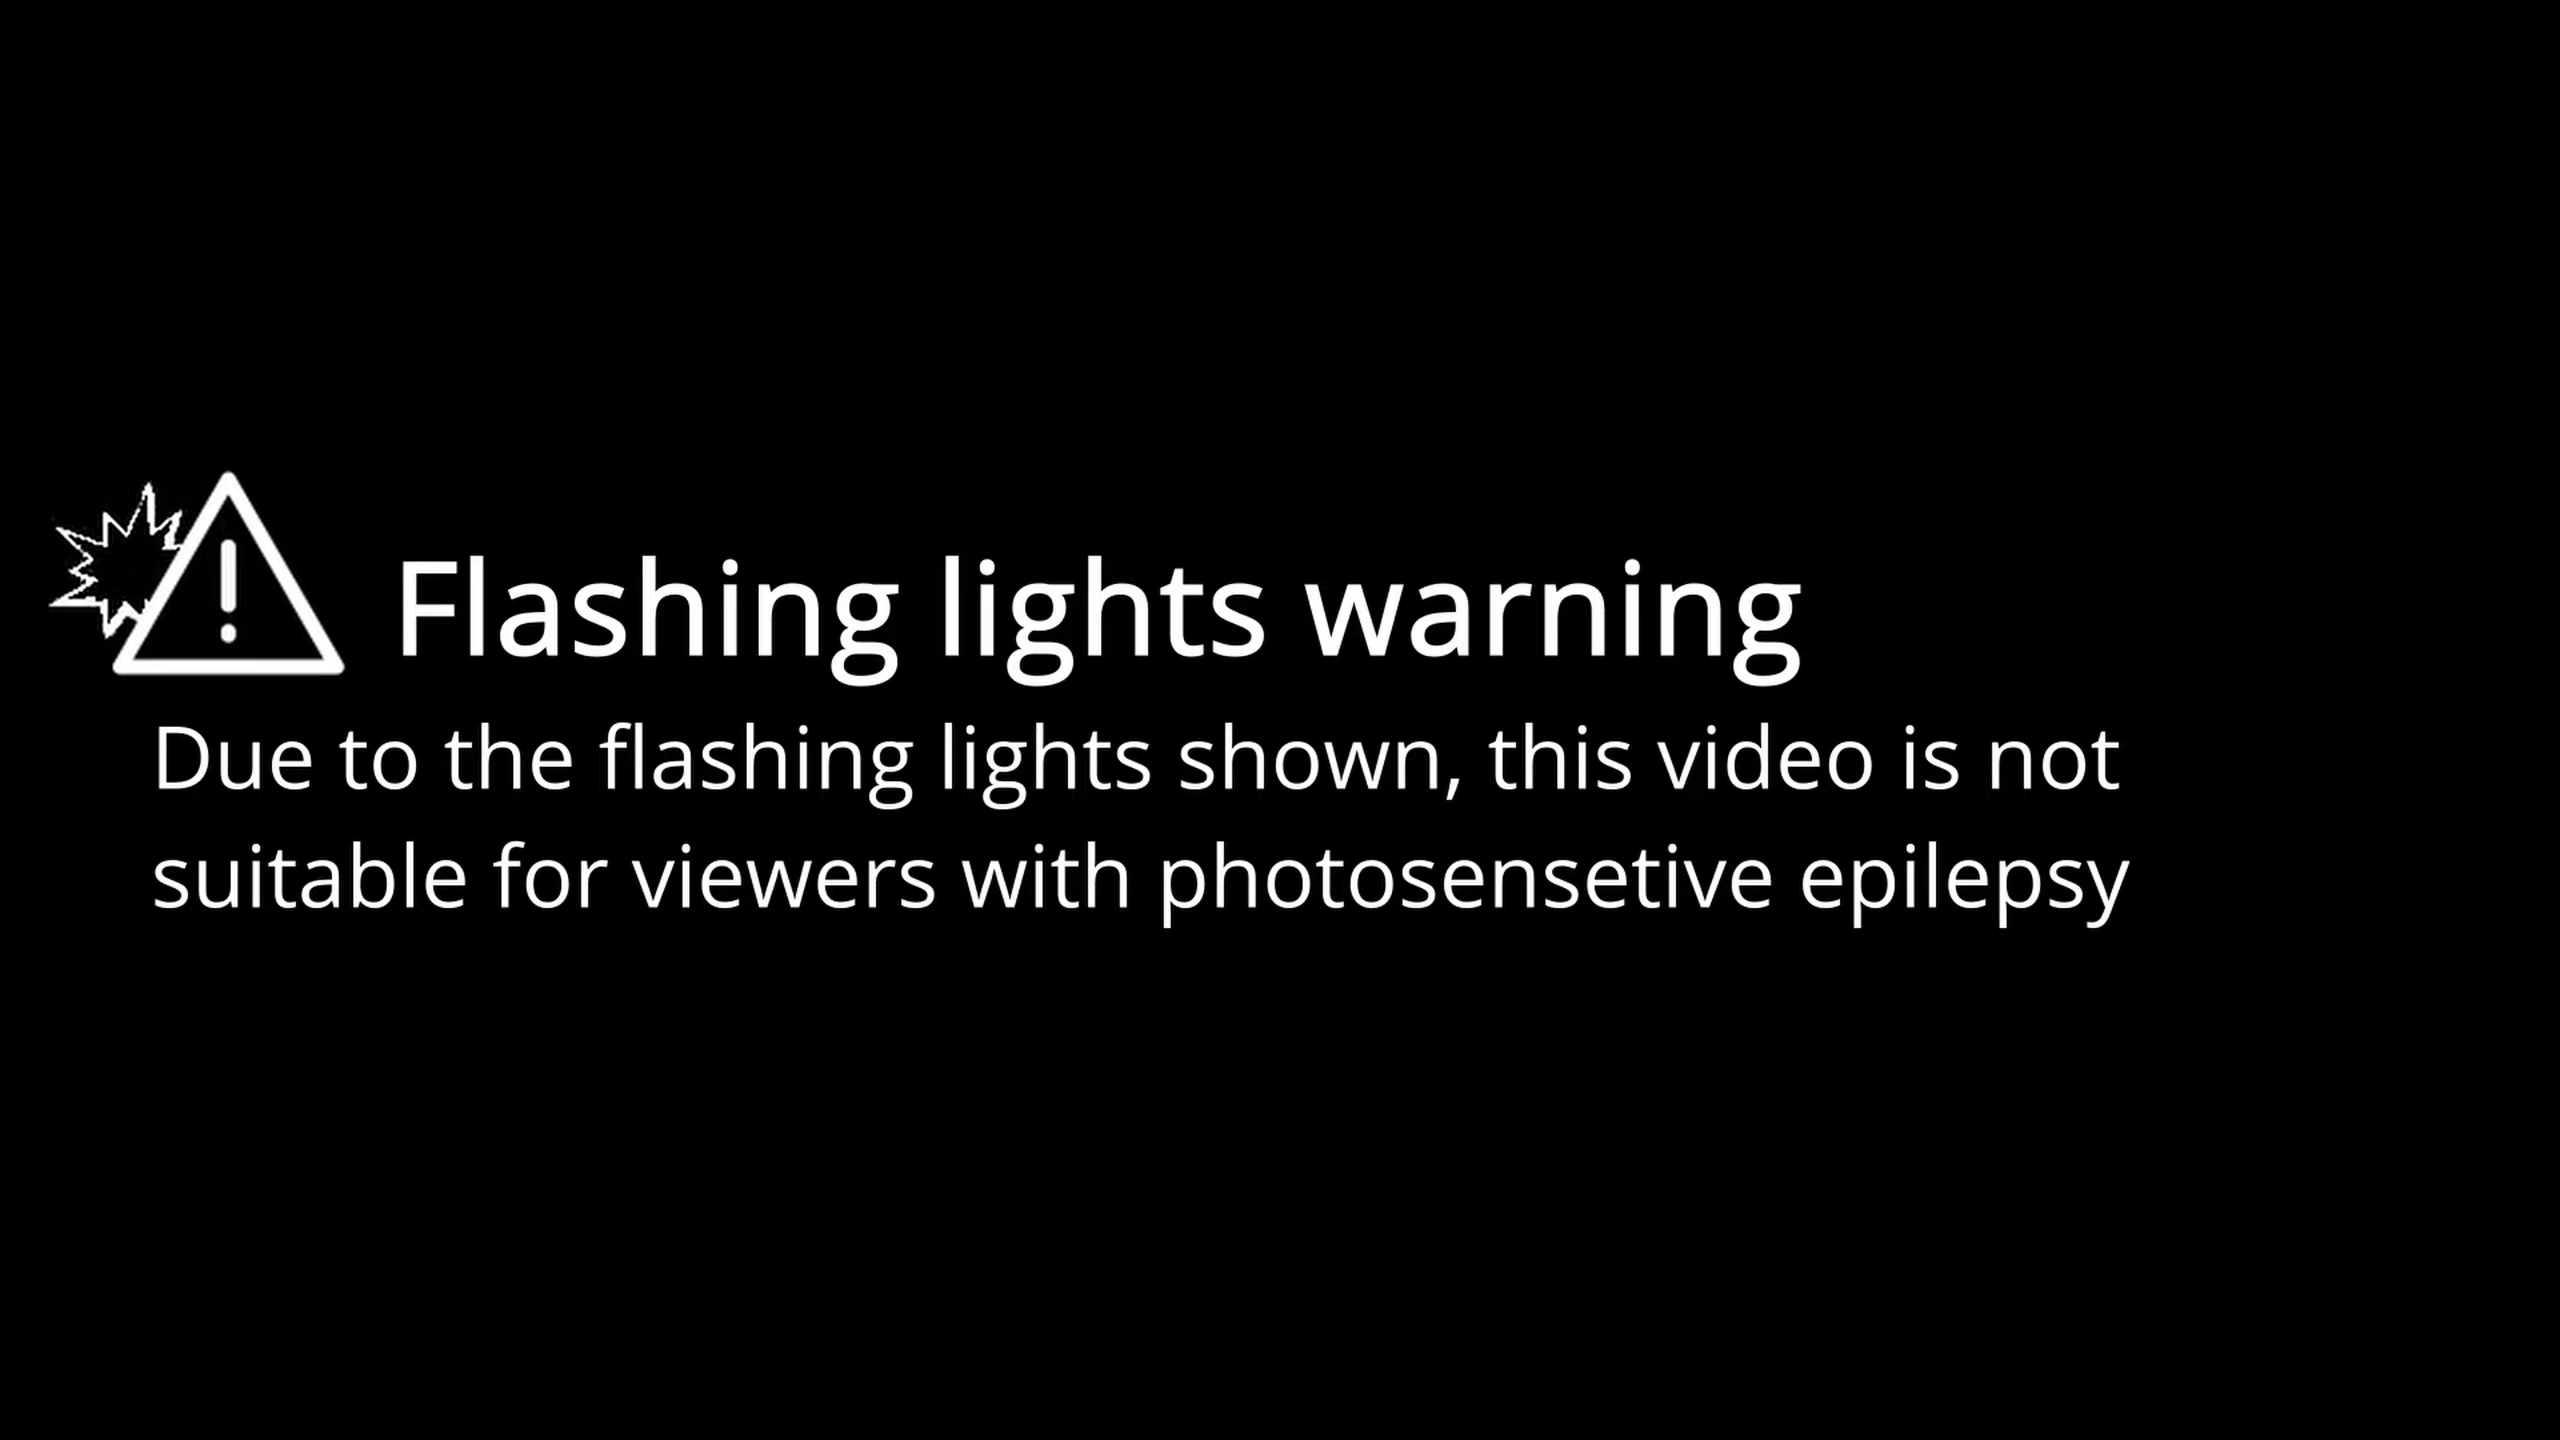 Flashing lights warning
Due to the flashing lights shown, this video is not
suitable for viewers with photosensetive epilepsy